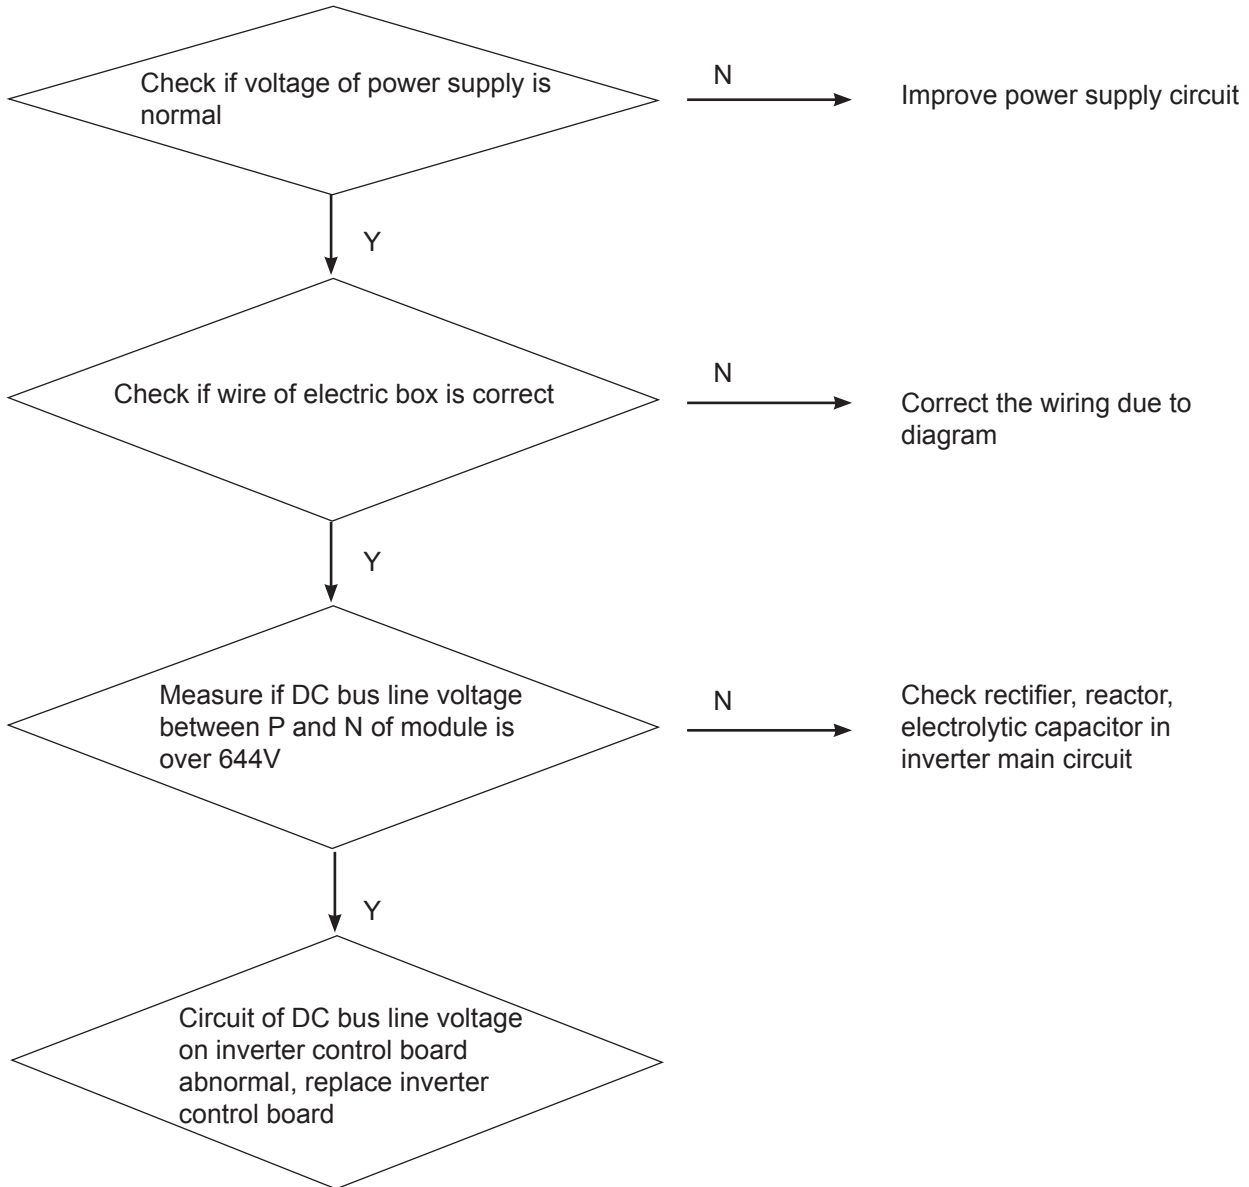 Check if voltage of power supply is
normal
N
Improve power supply circuit
Y
Check if wire of electric box is correct
N
Correct the wiring due to
diagram
Y
Measure if DC bus line voltage
between P and N of module is
over 644V
N
Check rectifier, reactor,
electrolytic capacitor in
inverter main circuit
Y
Circuit of DC bus line voltage
on inverter control board
abnormal, replace inverter
control board